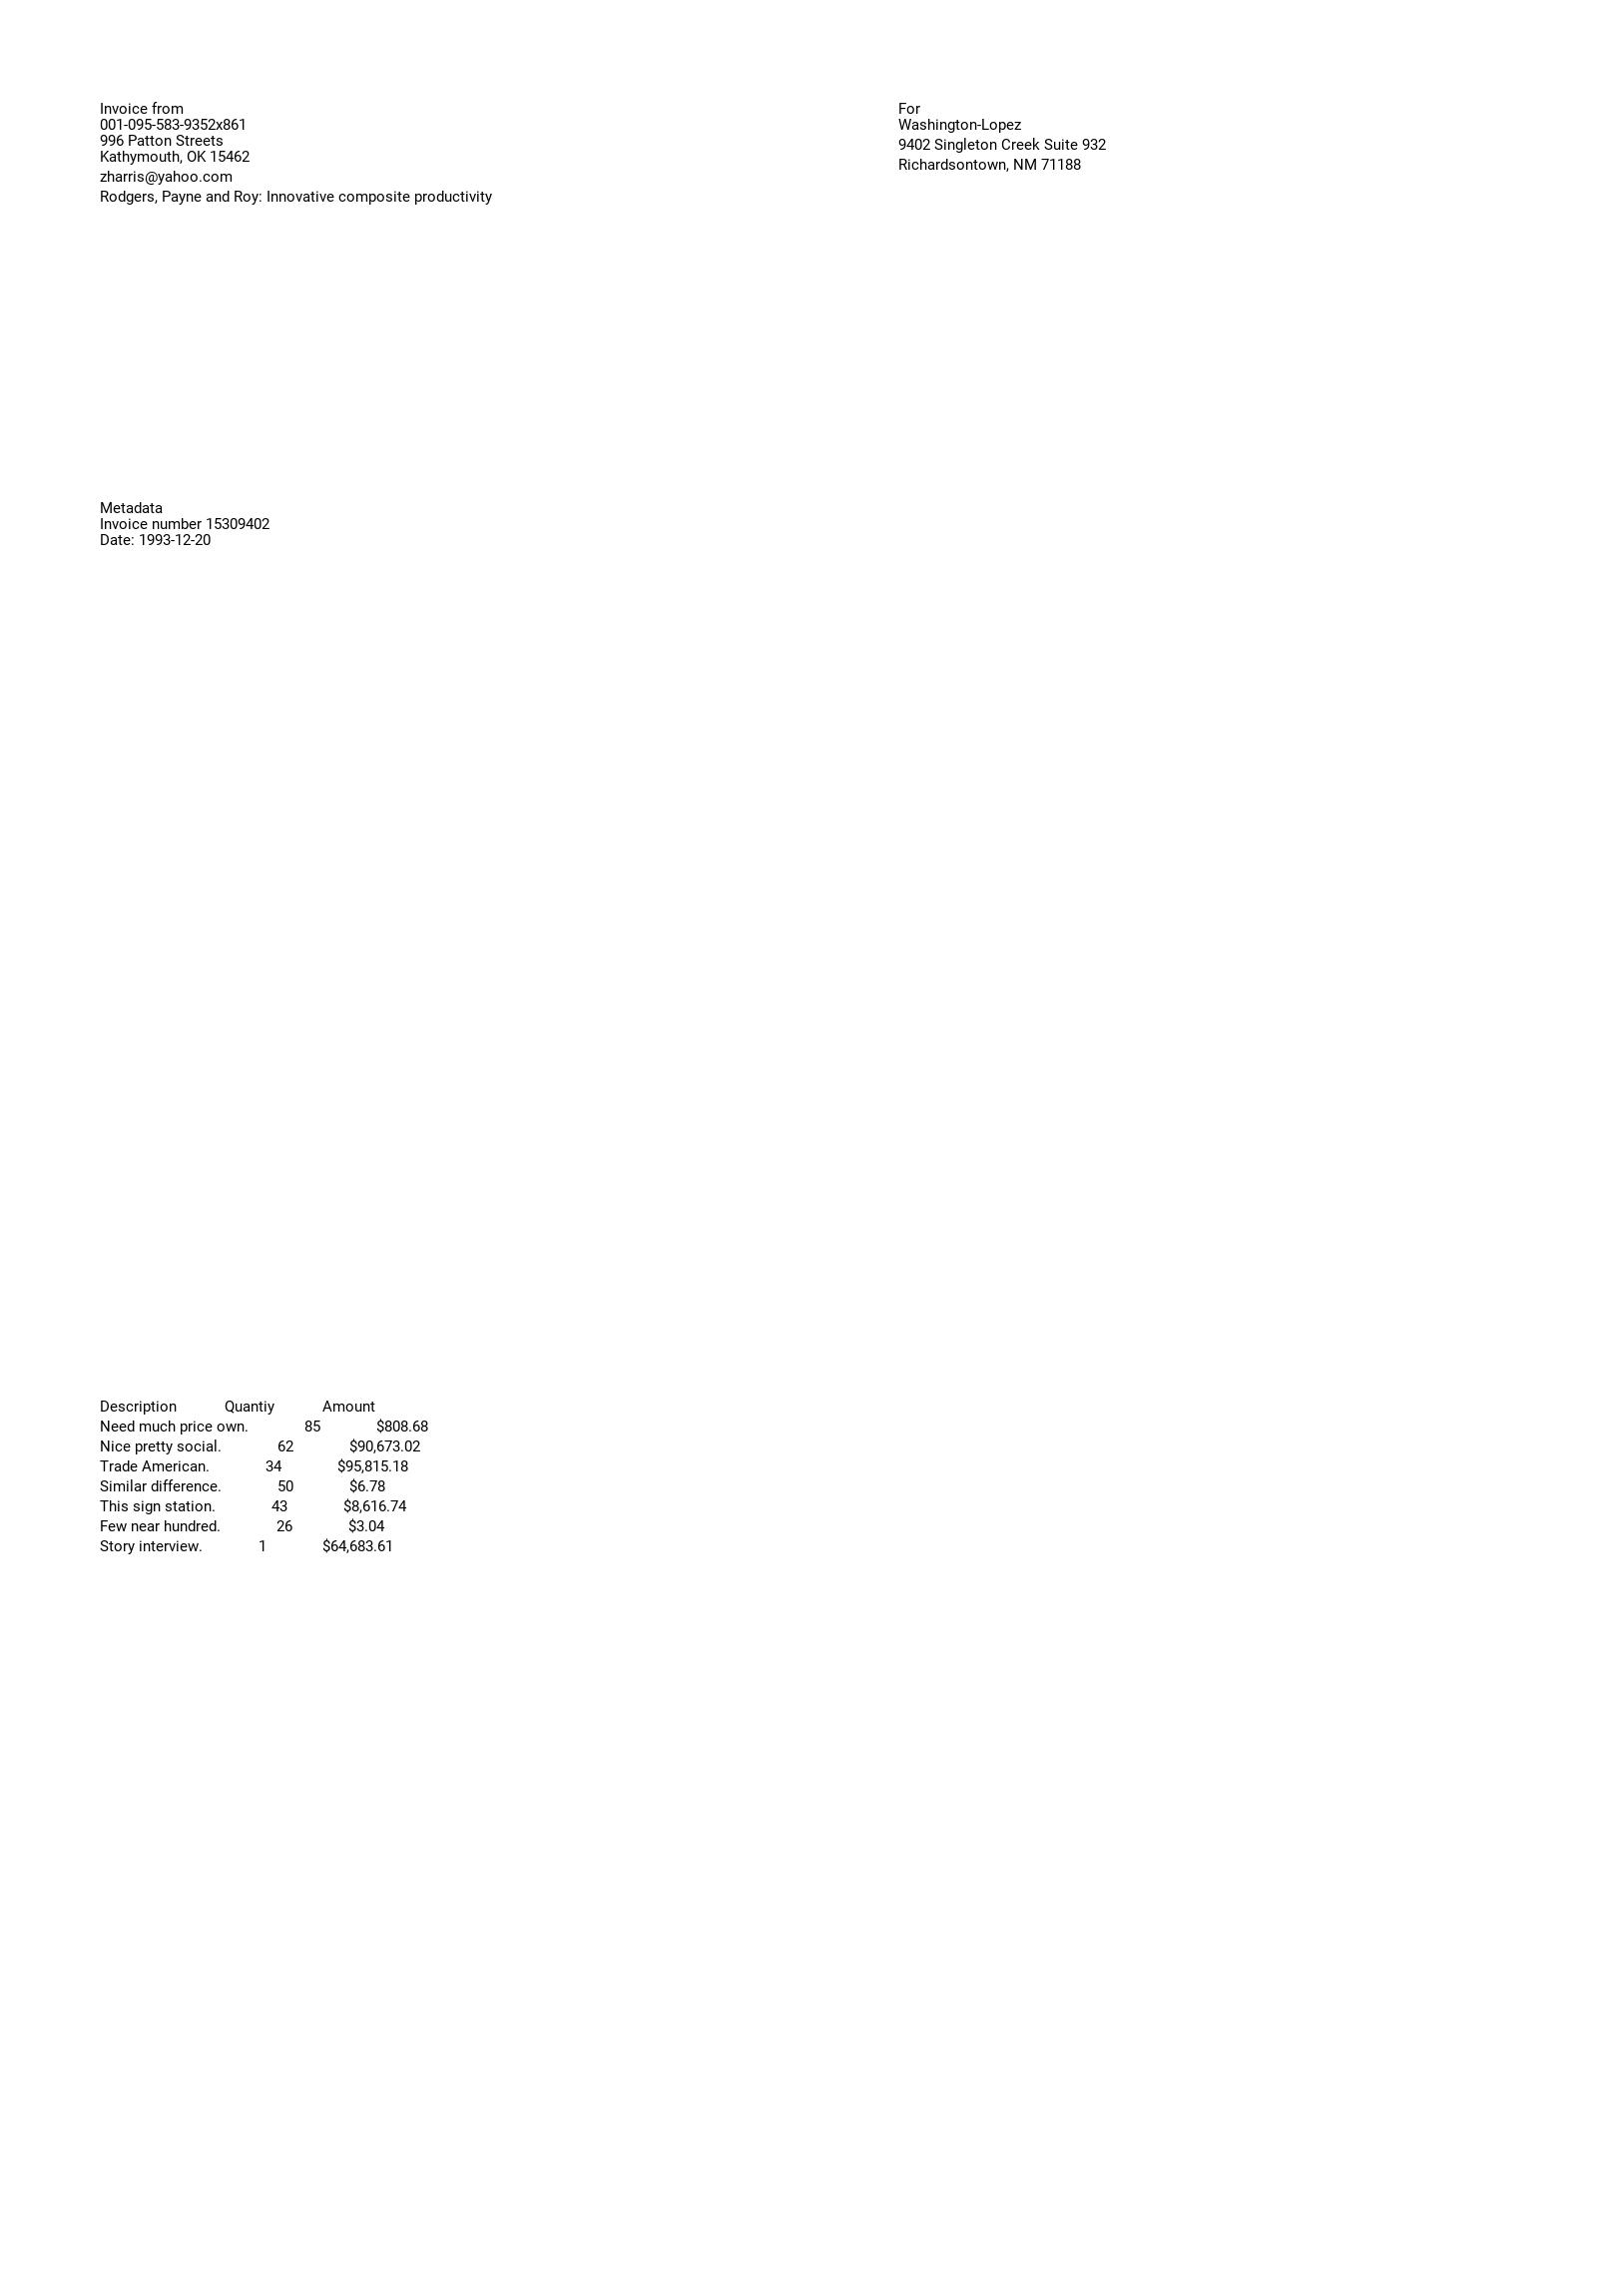 Invoice from
001-095-583-9352x861
996 Patton Streets
Kathymouth, OK 15462
zharris@yahoo.com
Rodgers, Payne and Roy: Innovative composite productivity
For
Washington-Lopez
9402 Singleton Creek Suite 932
Richardsontown, NM 71188
Metadata
Invoice number 15309402
Date: 1993-12-20
Description Quantiy Amount
Need much price own. 85 $808.68
Nice pretty social. 62 $90,673.02
Trade American. 34 $95,815.18
Similar difference. 50 $6.78
This sign station. 43 $8,616.74
Few near hundred. 26 $3.04
Story interview. 1 $64,683.61